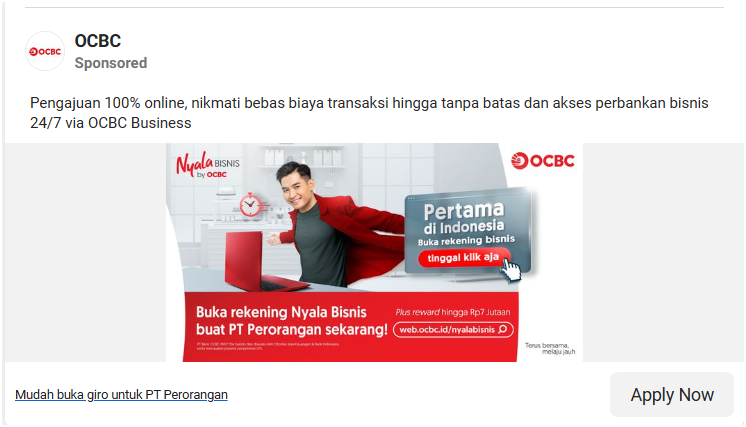 OCBC
OCBC
Sponsored
Pengajuan 100% online, nikmati bebas biaya transaksi hingga tanpa batas dan akses perbankan bisnis
24/7 via OCBC Business
Nyala BISNIS
by OCBC
OCBC
Pertama
di Indonesia
Buka rekening bisnis
tinggal klik aja
Buka rekening Nyala Bisnis
buat PT Perorangan sekarang!
Plus reward hingga Rp7 Jutaan
web.ocbc.id/nyalabisnis
Terus bersama,
melaju jauh
Mudah buka giro untuk PT Perorangan
Apply Now